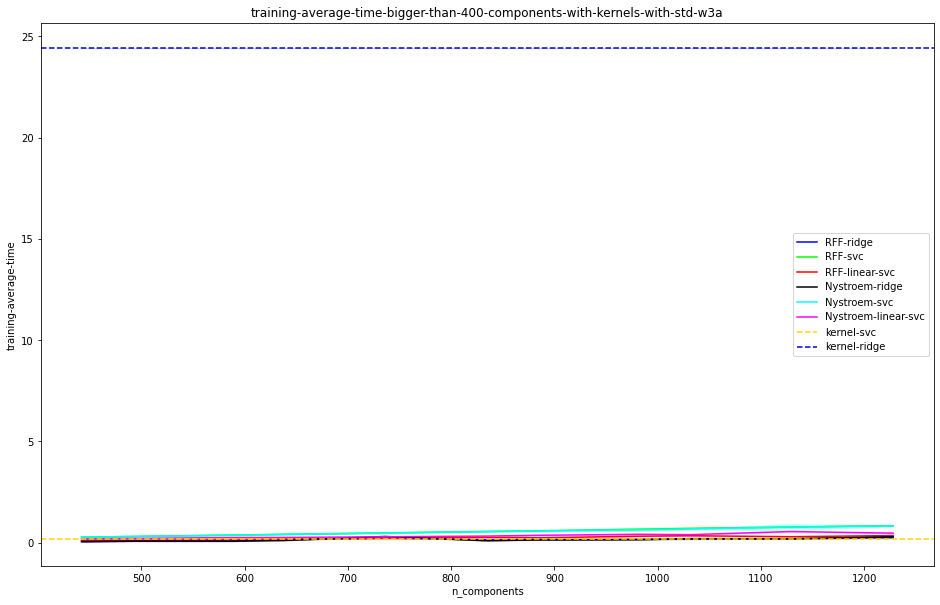 training-average-time-bigger-than-400-components-with-kernels-with-std-w3a
25
20
15
10
5
0
training-average-time
RFF-ridge
RFF-svc
RFF-linear-svc
Nystroem-ridge
Nystroem-svc
Nystroem-linear-svc
kernel-svc
kernel-ridge
500 600 700 800 900 1000 1100 1200
n_components